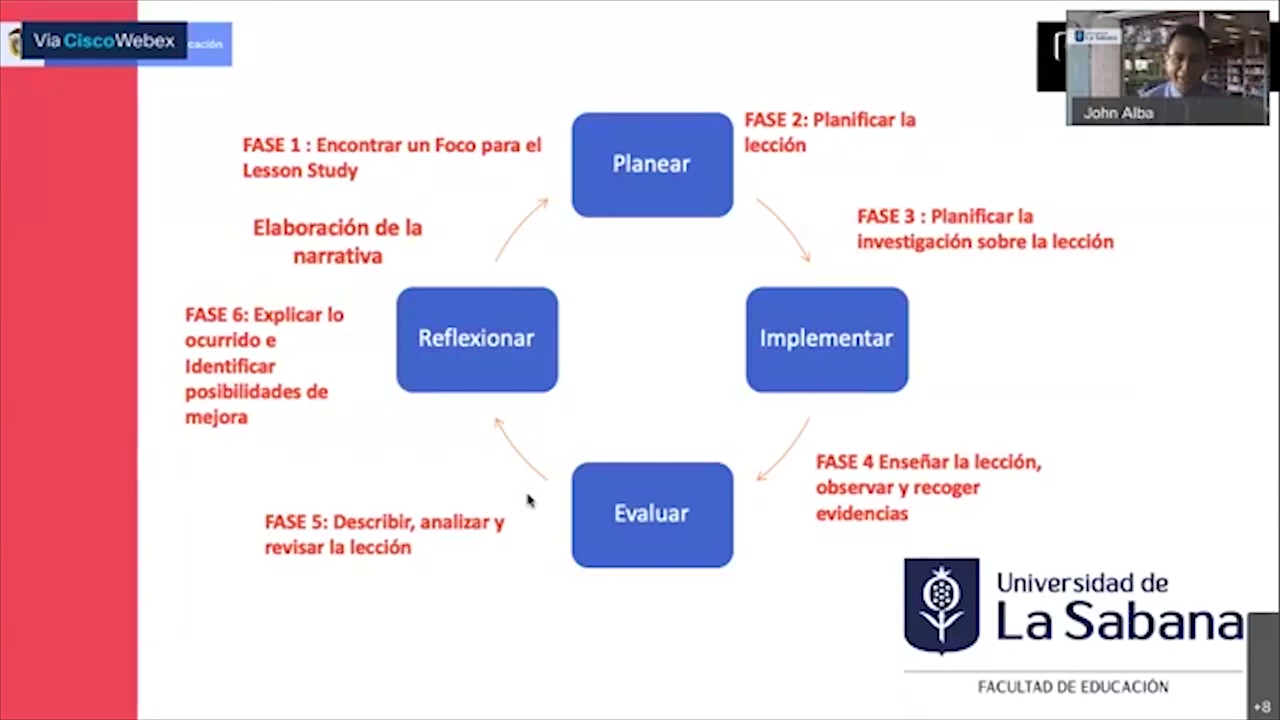 Vía CiscoWebex
cación
La Sabana
John Alba
FASE 1 : Encontrar un Foco para el
Lesson Study
Planear
FASE 2: Planificar la
lección
Elaboración de la
narrativa
FASE 3 : Planificar la
investigación sobre la lección
FASE 6: Explicar lo
ocurrido e
Identificar
posibilidades de
mejora
Reflexionar
Implementar
FASE 4 Enseñar la lección,
observar y recoger
evidencias
FASE 5: Describir, analizar y
revisar la lección
Evaluar
Universidad de
La Sabana
FACULTAD DE EDUCACIÓN
+8